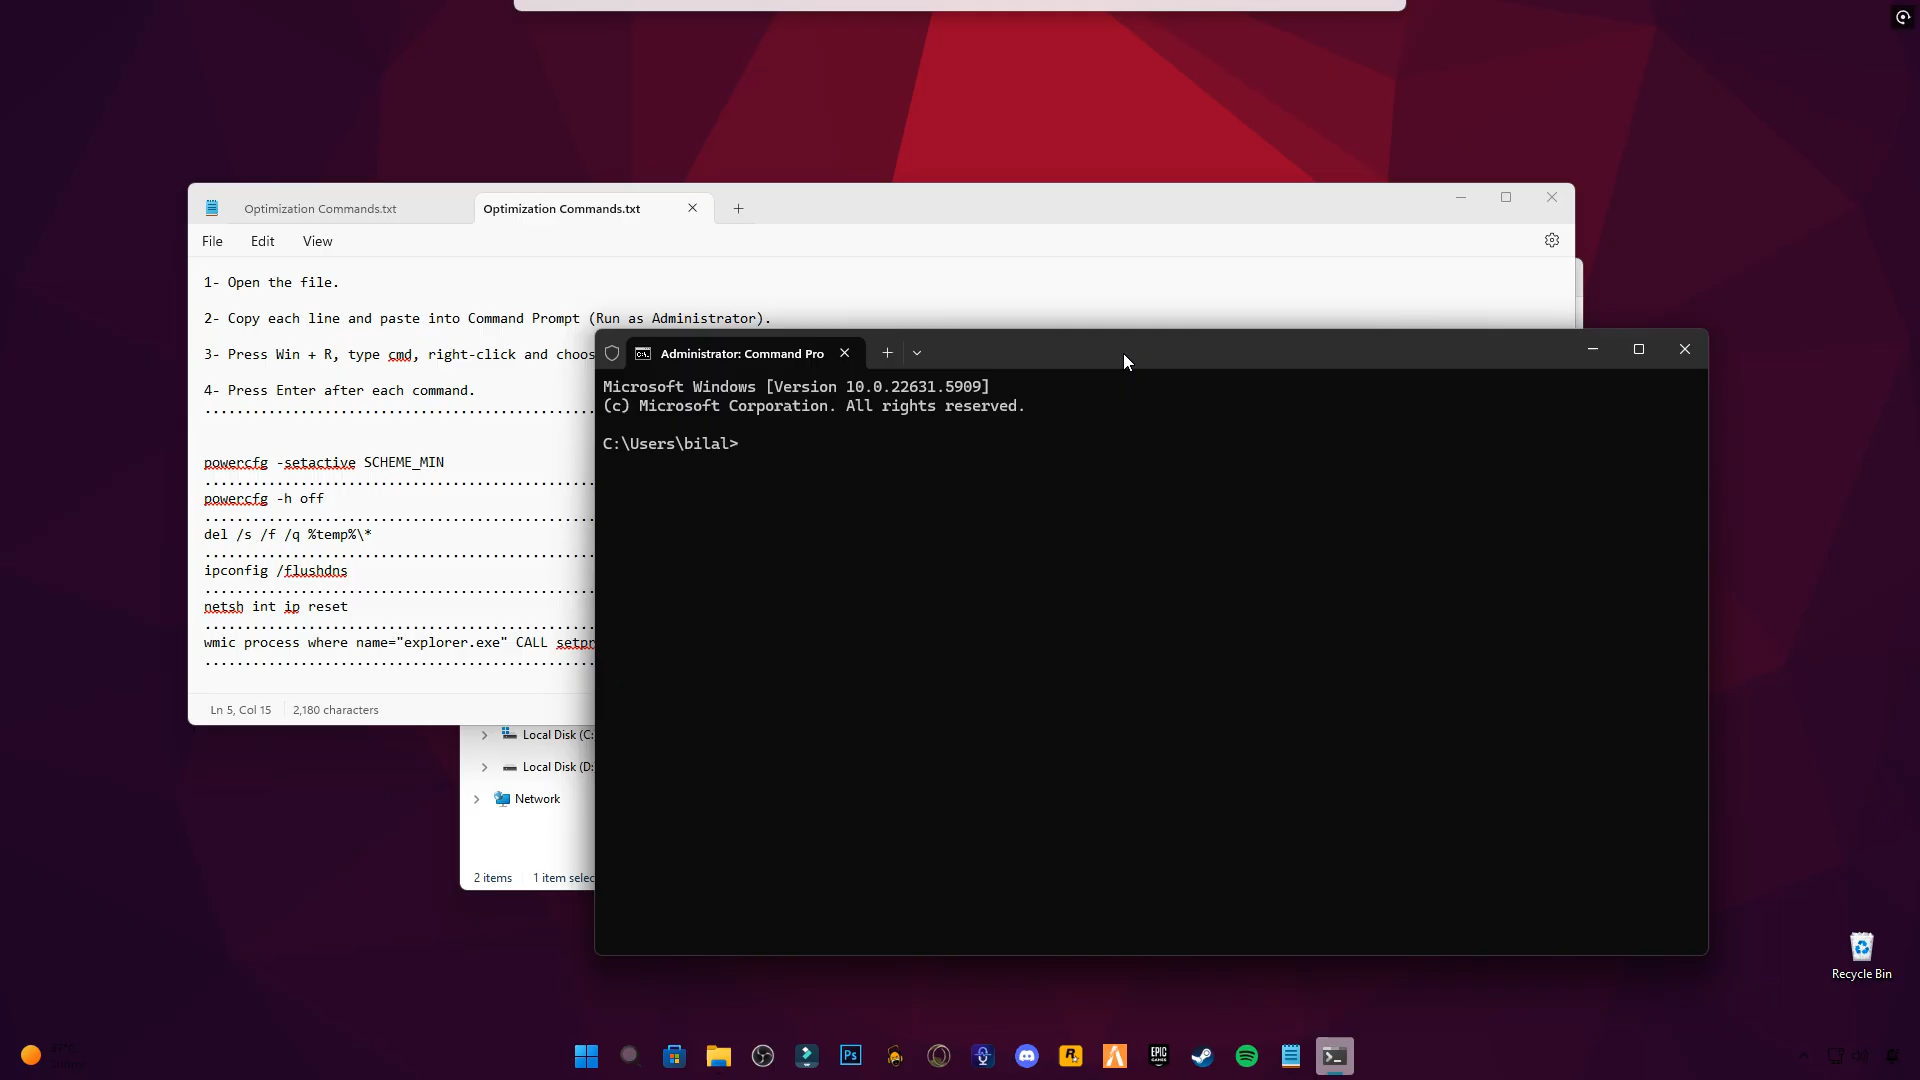 Optimization Commands.txt
Optimization Commands.txt
File Edit View
1- Open the file.
2- Copy each line and paste into Command Prompt (Run as Administrator).
3- Press Win + R, type cmd, right-click and choos
4- Press Enter after each command.
.................................................
powercfg -setactive SCHEME_MIN
.................................................
powercfg -h off
.................................................
del /s /f /q %temp%\*
.................................................
ipconfig /flushdns
.................................................
netsh int ip reset
.................................................
wmic process where name="explorer.exe" CALL setpr
.................................................
Ln 5, Col 15 2,180 characters
Administrator: Command Pro
Microsoft Windows [Version 10.0.22631.5909]
(c) Microsoft Corporation. All rights reserved.
C:\Users\bilal>
Local Disk (C:
Local Disk (D:
Network
2 items 1 item selec
Recycle Bin
Ps
R
EPIC
GAMES